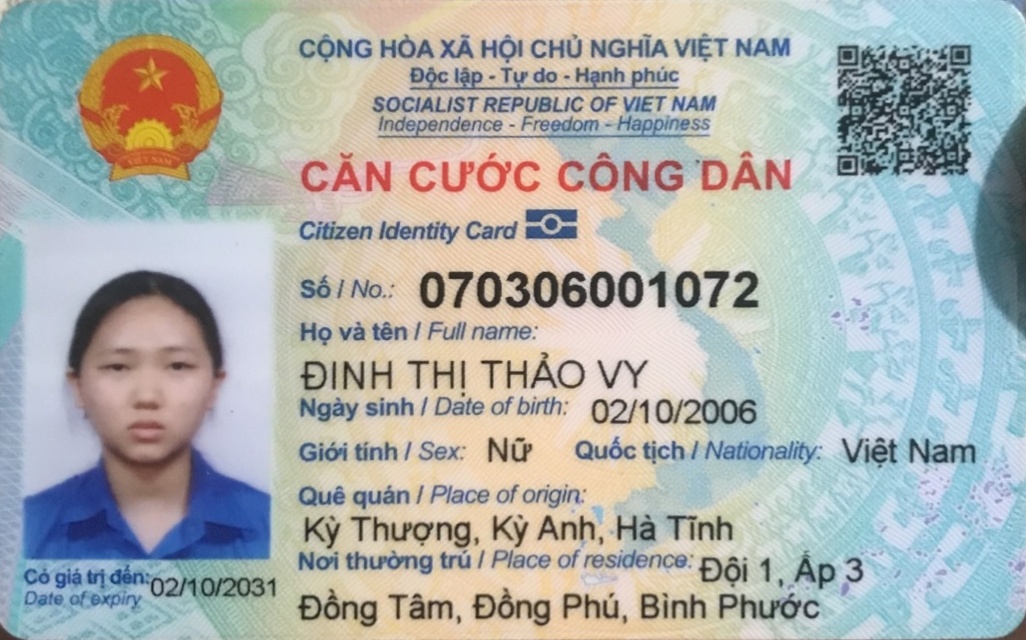 CỘNG HÒA XÃ HỘI CHỦ NGHĨA VIỆT NAM
Độc lập - Tự do - Hạnh phúc
SOCIALIST REPUBLIC OF VIET NAM
Independence - Freedom - Happiness
CĂN CƯỚC CÔNG DÂN
Citizen Identity Card
Số / No.: 070306001072
Họ và tên / Full name:
ĐINH THỊ THẢO VY
Ngày sinh / Date of birth: 02/10/2006
Giới tính / Sex: Nữ Quốc tịch / Nationality: Việt Nam
Quê quán / Place of origin:
Kỳ Thượng, Kỳ Anh, Hà Tĩnh
Nơi thường trú / Place of residence: Đội 1, Ấp 3
Đồng Tâm, Đồng Phú, Bình Phước
Có giá trị đến: 02/10/2031
Date of expiry
VIỆT NAM